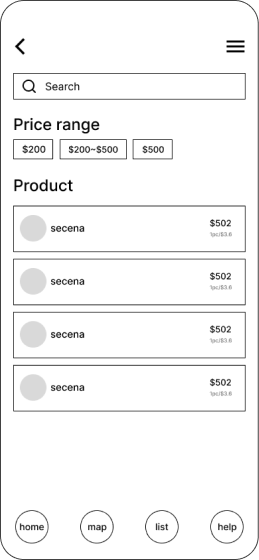 Search
Price range
$200 $200~$500 $500
Product
secena $502
1pc/$3.6
secena $502
1pc/$3.6
secena $502
1pc/$3.6
secena $502
1pc/$3.6
home map list help